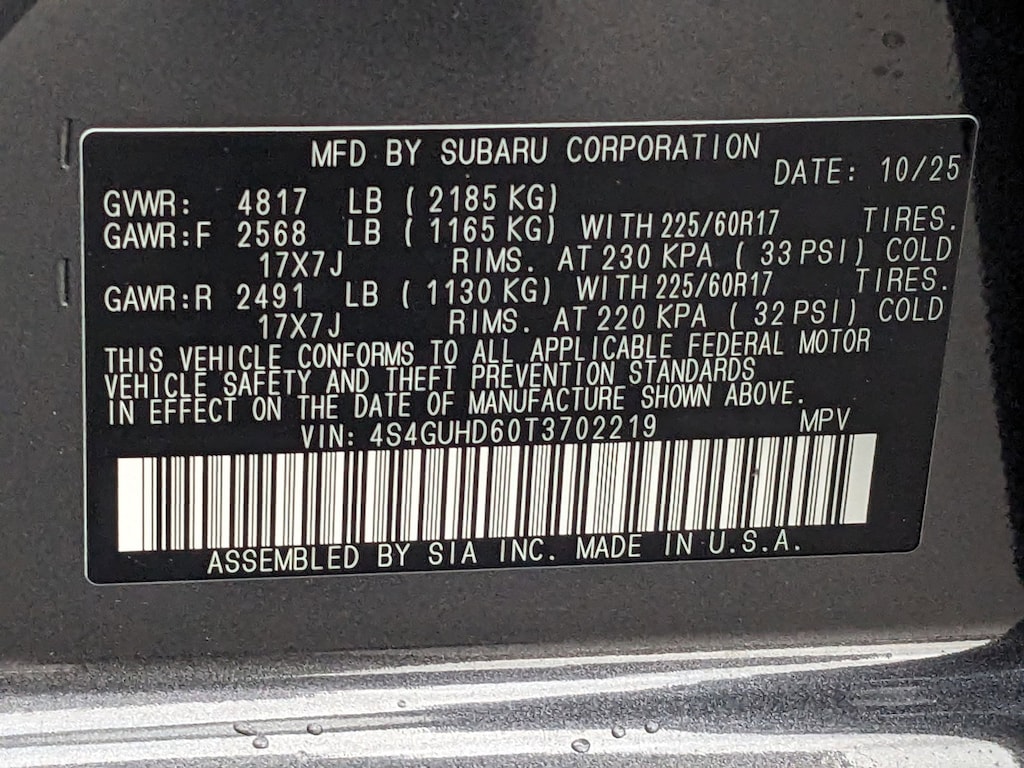 MFD BY SUBARU CORPORATION
DATE: 10/25
GVWR: 4817 LB ( 2185 KG)
GAWR:F 2568 LB ( 1165 KG) WITH 225/60R17 TIRES.
17X7J RIMS. AT 230 KPA ( 33 PSI) COLD
GAWR:R 2491 LB ( 1130 KG) WITH 225/60R17 TIRES.
17X7J RIMS. AT 220 KPA ( 32 PSI) COLD
THIS VEHICLE CONFORMS TO ALL APPLICABLE FEDERAL MOTOR
VEHICLE SAFETY AND THEFT PREVENTION STANDARDS
IN EFFECT ON THE DATE OF MANUFACTURE SHOWN ABOVE.
VIN: 4S4GUHD60T3702219 MPV
ASSEMBLED BY SIA INC. MADE IN U.S.A.